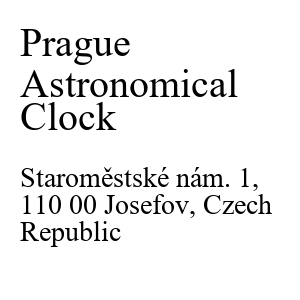 Prague
Astronomical
Clock
Staroměstské nám. 1,
110 00 Josefov, Czech
Republic